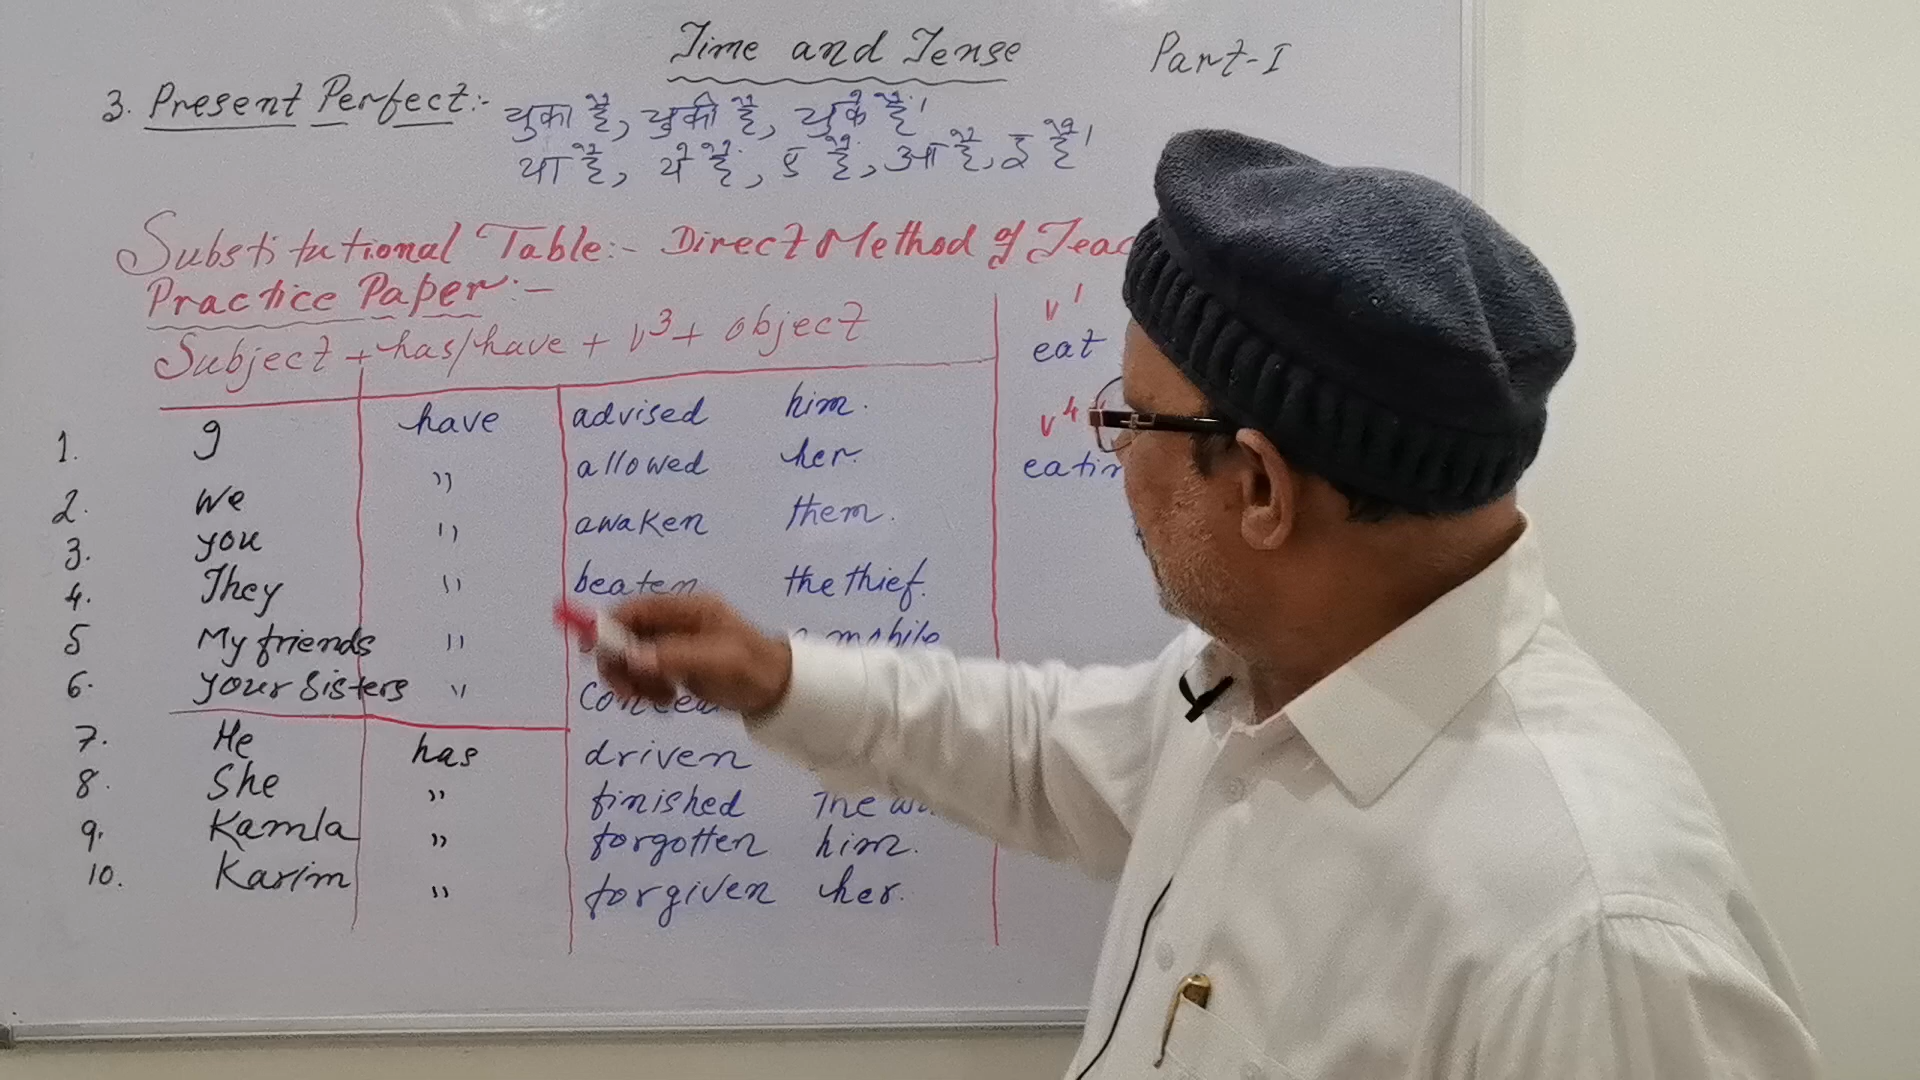 Time and Tense Part-I
3. Present Perfect:- चुका है, चुकी है, चुके हैं।
या है, ये हैं, ई है, आ है, ई हैं।
Substitutional Table:- Direct Method of
Practice Paper:-
Subject + has/have + V3 + object
V1
eat
V4
1. I have advised him.
2. We " allowed her.
3. you " awaken them.
4. They " beaten the thief.
5 My friends " mobile
6. your Sisters "
7. He has driven
8. She " finished The
9. Kamla " forgotten him.
10. Karim " forgiven her.